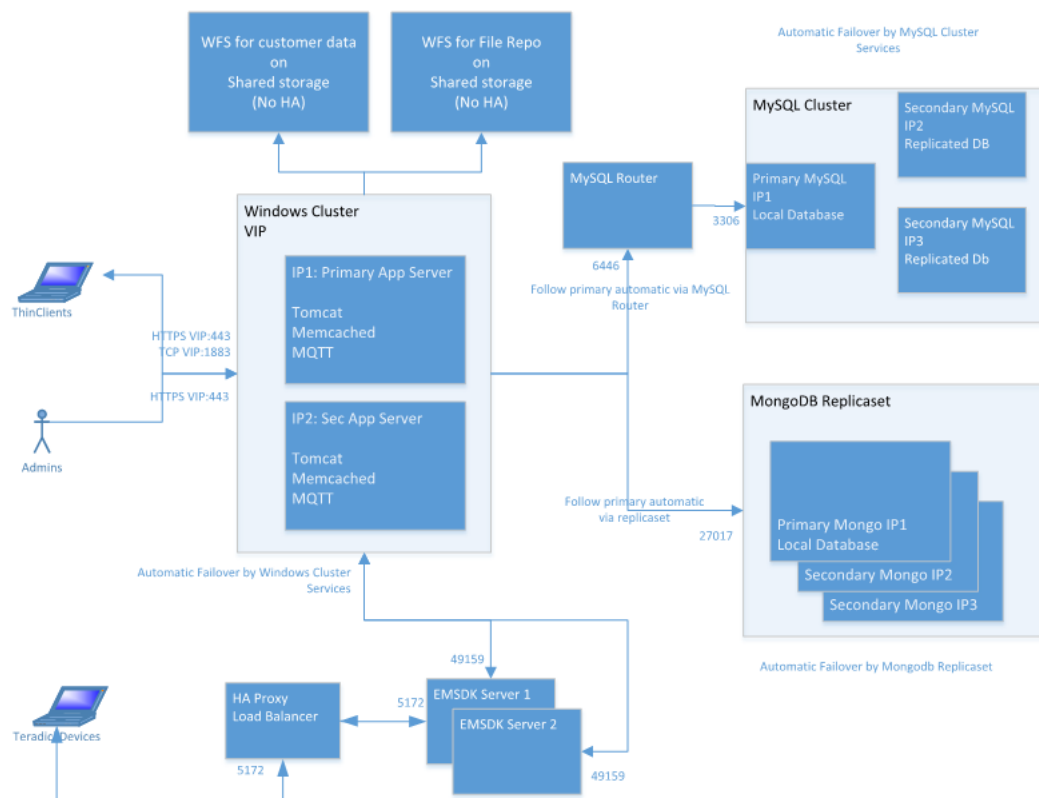 WFS for customer data
on
Shared storage
(No HA)
WFS for File Repo
on
Shared storage
(No HA)
Automatic Failover by MySQL Cluster
Services
MySQL Cluster
Secondary MySQL
IP2
Replicated DB
Primary MySQL
IP1
Local Database
Secondary MySQL
IP3
Replicated Db
MySQL Router
3306
6446
Follow primary automatic via MySQL
Router
Windows Cluster
VIP
IP1: Primary App Server
Tomcat
Memcached
MQTT
IP2: Sec App Server
Tomcat
Memcached
MQTT
ThinClients
HTTPS VIP:443
TCP VIP:1883
HTTPS VIP:443
Admins
MongoDB Replicaset
Primary Mongo IP1
Local Database
Secondary Mongo IP2
Secondary Mongo IP3
Follow primary automatic
via replicaset
27017
Automatic Failover by Mongodb Replicaset
Automatic Failover by Windows Cluster
Services
49159
HA Proxy
Load Balancer
5172
EMSDK Server 1
EMSDK Server 2
49159
5172
Teradici Devices